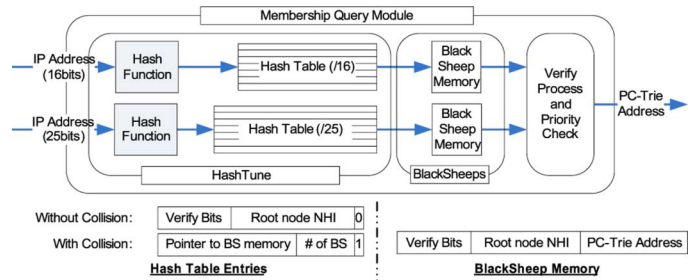 Membership Query Module
IP Address
(16bits)
Hash
Function
Hash Table (/16)
Black
Sheep
Memory
IP Address
(25bits)
Hash
Function
Hash Table (/25)
Black
Sheep
Memory
Verify
Process
and
Priority
Check
PC-Trie
Address
HashTune
BlackSheeps
Without Collision: Verify Bits Root node NHI 0
With Collision: Pointer to BS memory # of BS 1
Hash Table Entries
Verify Bits Root node NHI PC-Trie Address
BlackSheep Memory